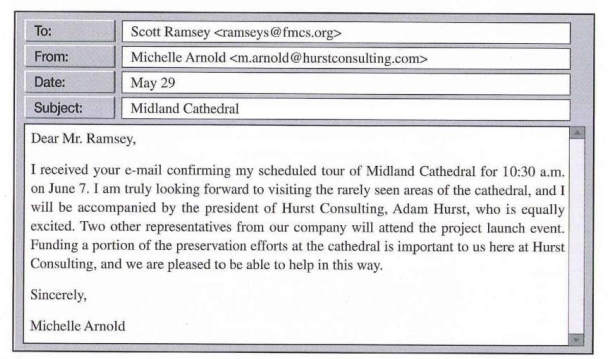 To: Scott Ramsey <ramseys@fmcs.org>
From: Michelle Arnold <m.arnold@hurstconsulting.com>
Date: May 29
Subject: Midland Cathedral
Dear Mr. Ramsey,
I received your e-mail confirming my scheduled tour of Midland Cathedral for 10:30 a.m.
on June 7. I am truly looking forward to visiting the rarely seen areas of the cathedral, and I
will be accompanied by the president of Hurst Consulting, Adam Hurst, who is equally
excited. Two other representatives from our company will attend the project launch event.
Funding a portion of the preservation efforts at the cathedral is important to us here at Hurst
Consulting, and we are pleased to be able to help in this way.
Sincerely,
Michelle Arnold